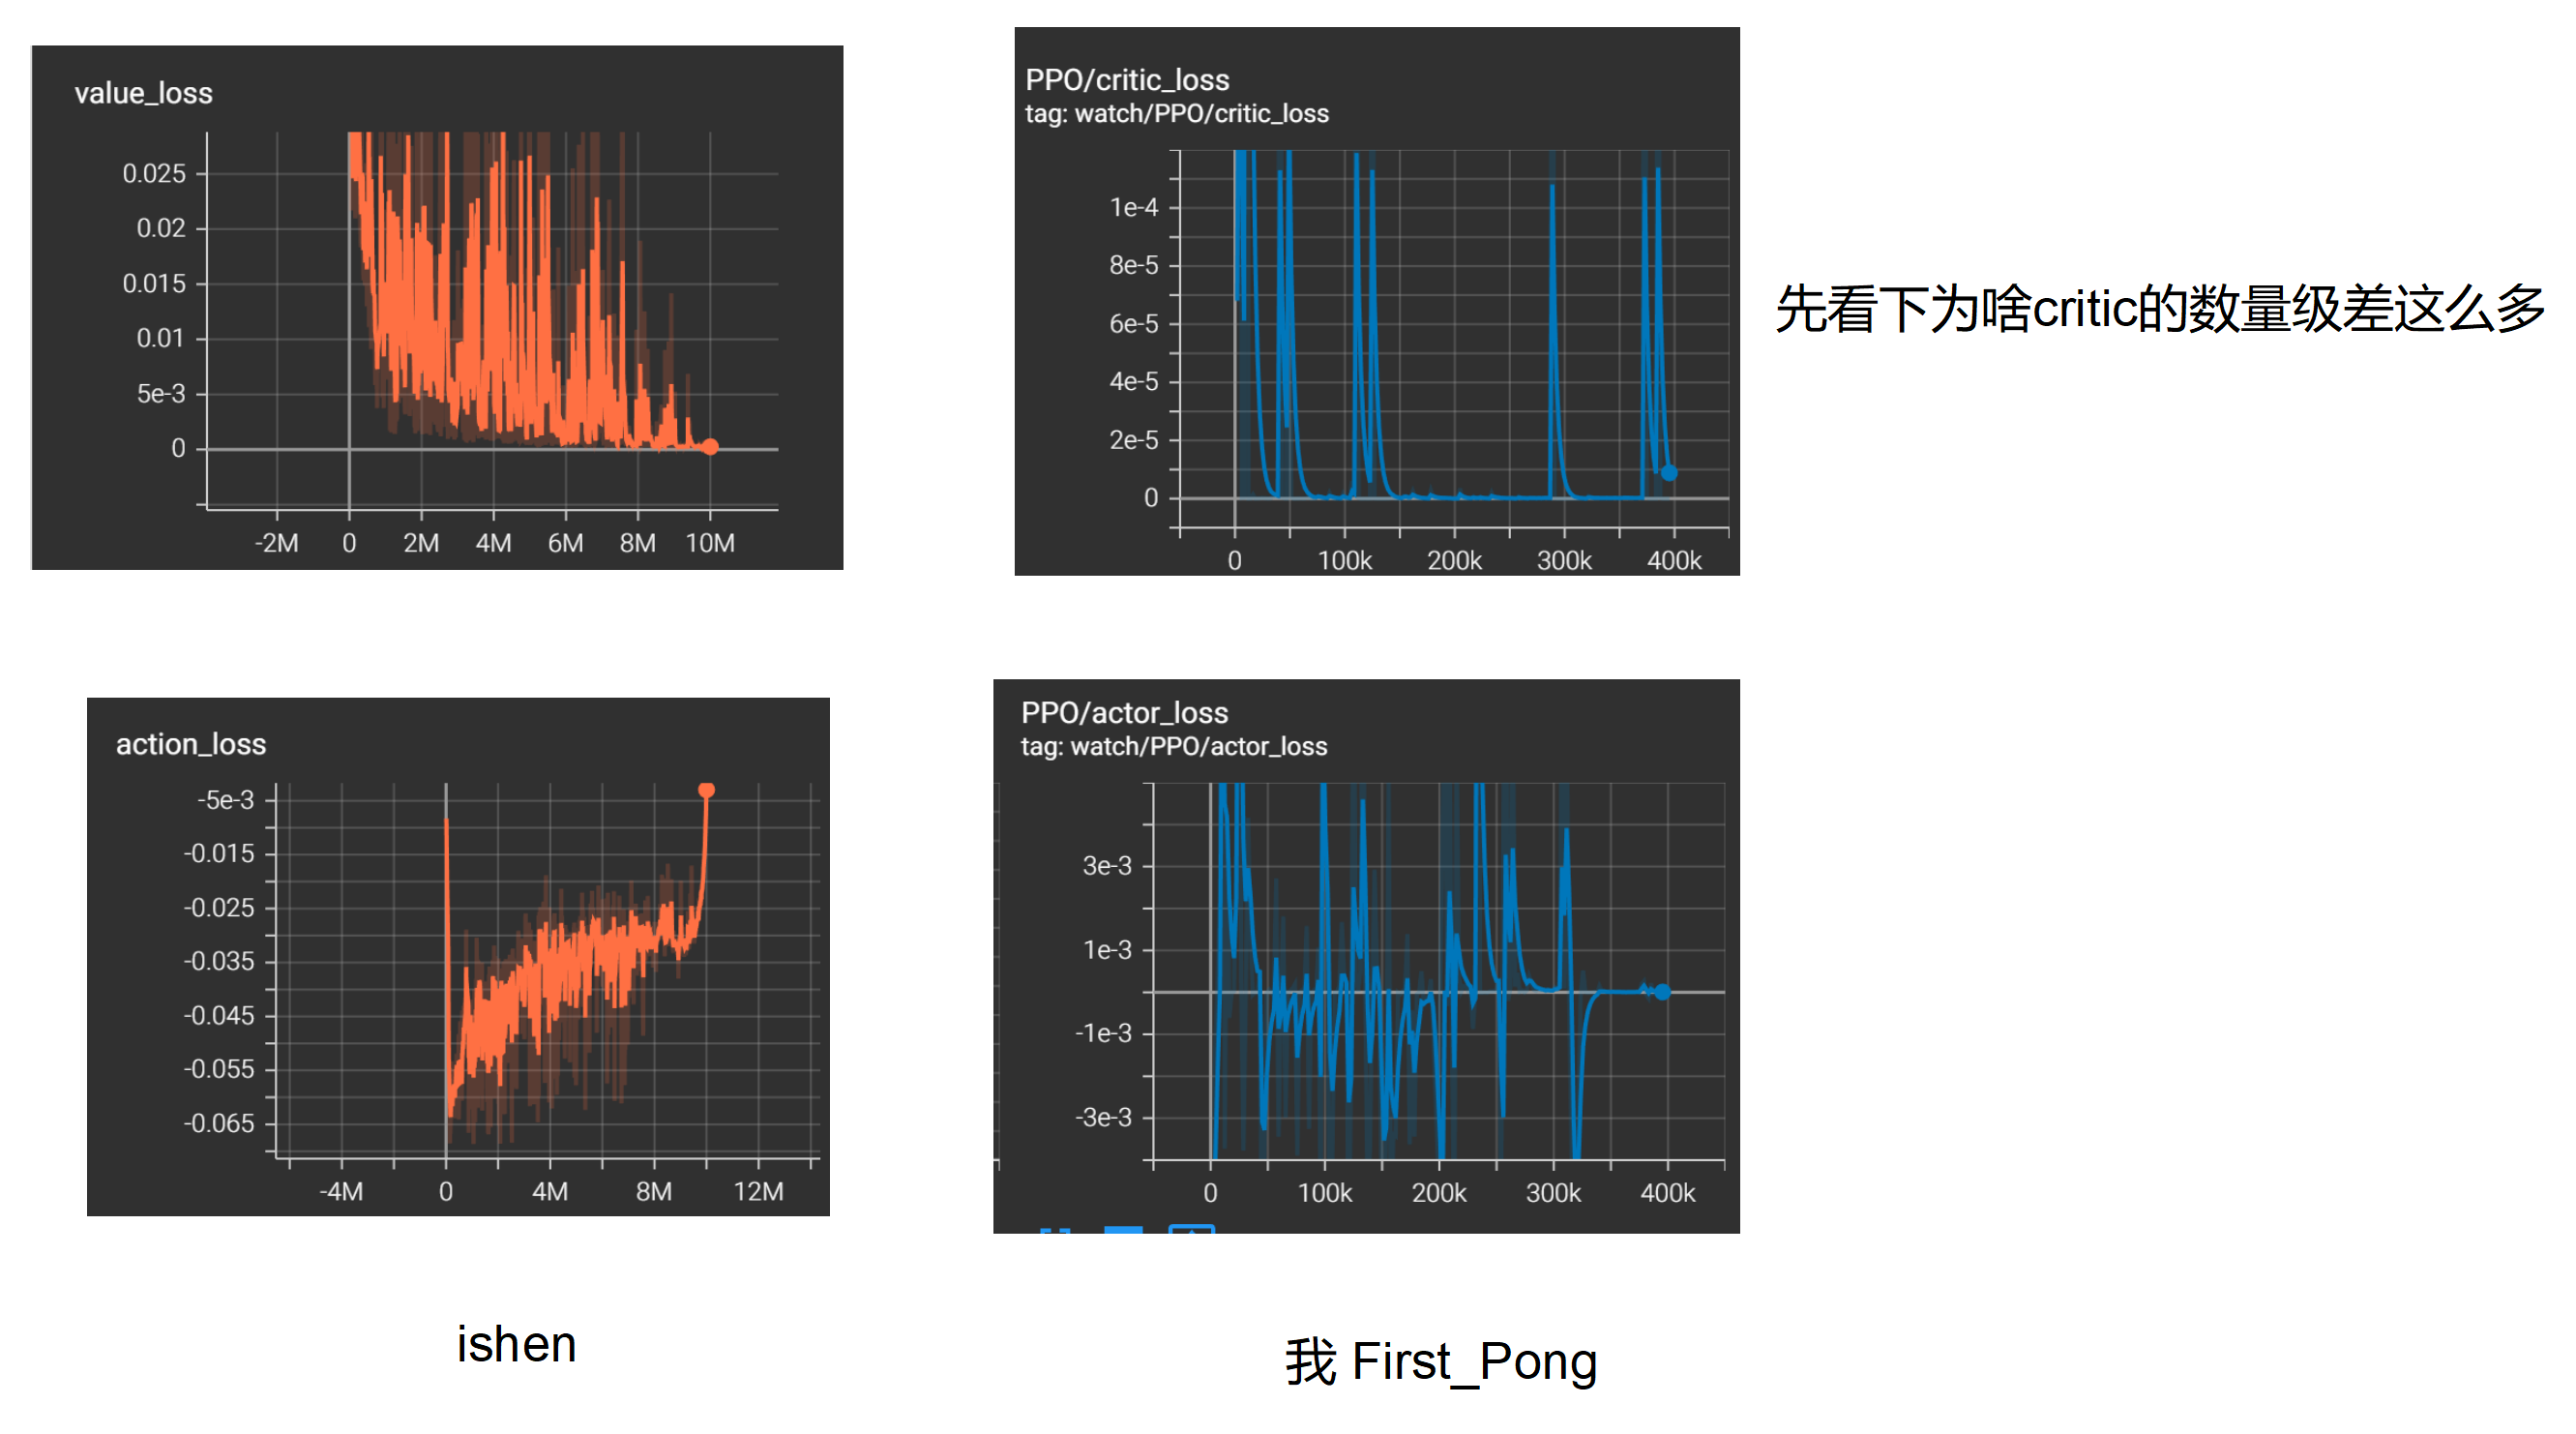 value_loss
0.025
0.02
0.015
0.01
5e-3
0
-2M 0 2M 4M 6M 8M 10M
PPO/critic_loss
tag: watch/PPO/critic_loss
1e-4
8e-5
6e-5
4e-5
2e-5
0
0 100k 200k 300k 400k
先看下为啥critic的数量级差这么多
action_loss
-5e-3
-0.015
-0.025
-0.035
-0.045
-0.055
-0.065
-4M 0 4M 8M 12M
PPO/actor_loss
tag: watch/PPO/actor_loss
3e-3
1e-3
-1e-3
-3e-3
0 100k 200k 300k 400k
ishen
我 First_Pong